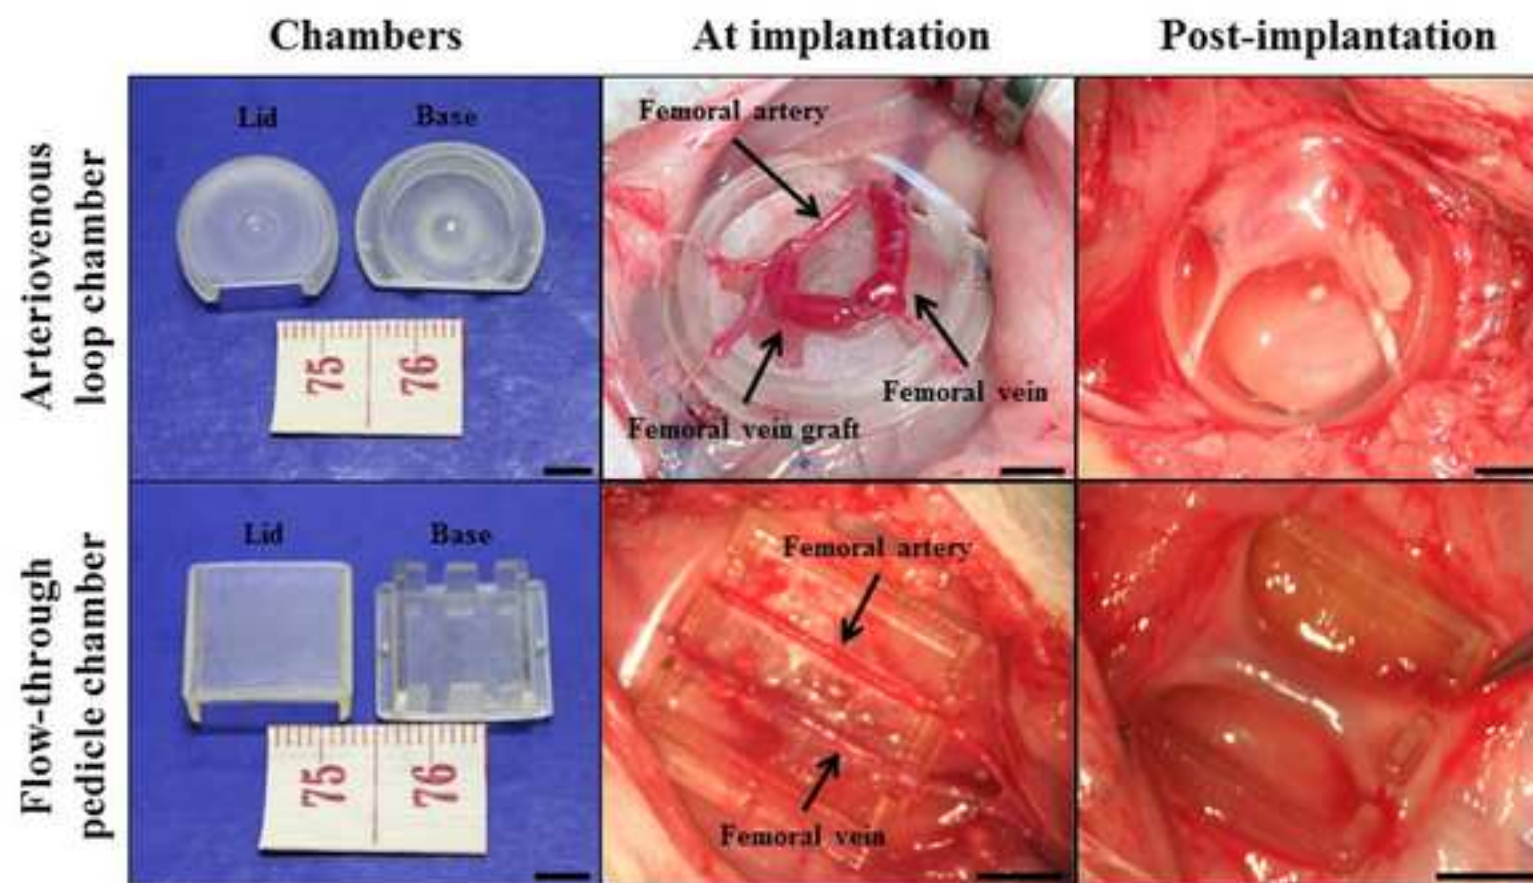 Chambers
At implantation
Post-implantation
Arteriovenous
loop chamber
Lid
Base
75
76
Femoral artery
Femoral vein
Femoral vein graft
Flow-through
pedicle chamber
Lid
Base
75
76
Femoral artery
Femoral vein